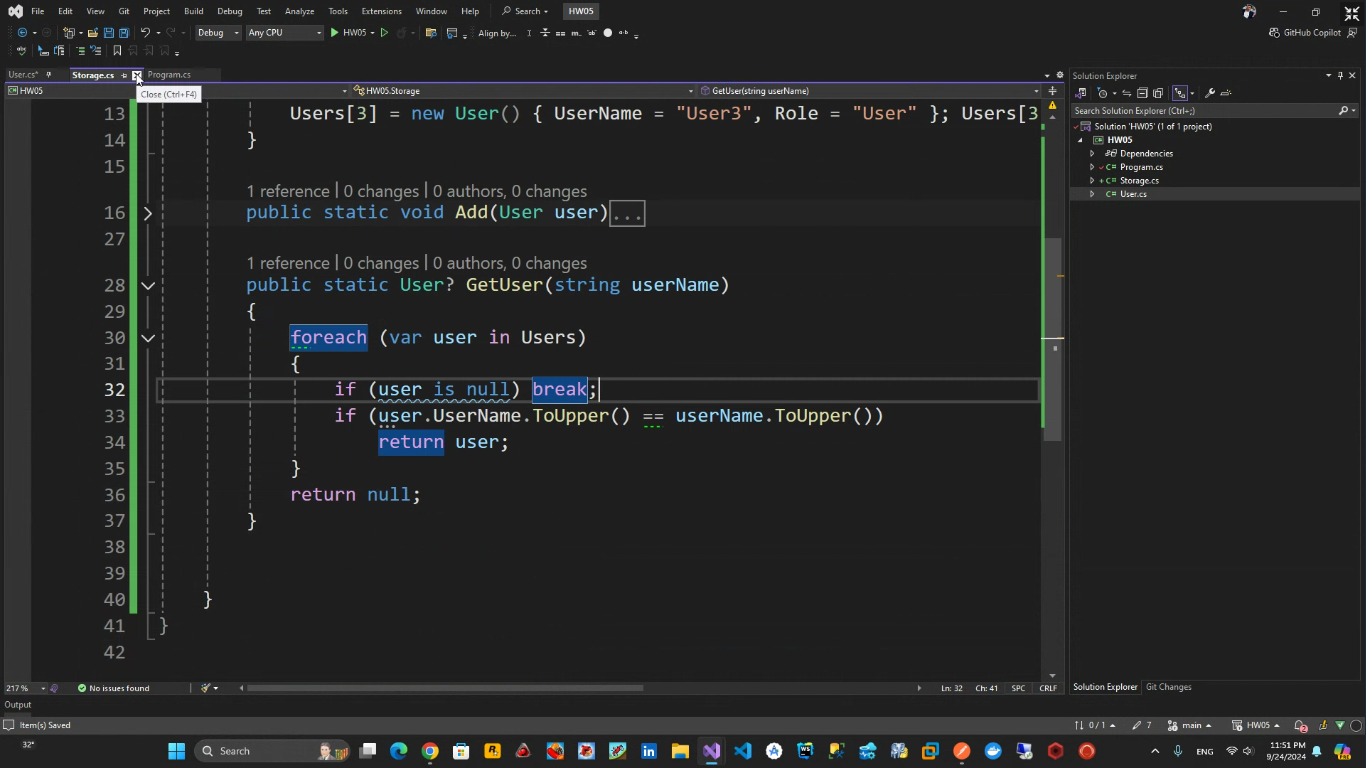 File Edit View Git Project Build Debug Test Analyze Tools Extensions Window Help Search HW05
Debug Any CPU HW05 Align by... GitHub Copilot
User.cs* Storage.cs Program.cs
HW05 HW05.Storage GetUser(string userName)
Close (Ctrl+F4)
13 Users[3] = new User() { UserName = "User3", Role = "User" }; Users[3
14 }
15
1 reference | 0 changes | 0 authors, 0 changes
16 public static void Add(User user)...
27
1 reference | 0 changes | 0 authors, 0 changes
28 public static User? GetUser(string userName)
29 {
30 foreach (var user in Users)
31 {
32 if (user is null) break;
33 if (user.UserName.ToUpper() == userName.ToUpper())
34 return user;
35 }
36 return null;
37 }
38
39
40 }
41 }
42
Solution Explorer
Search Solution Explorer (Ctrl+;)
Solution 'HW05' (1 of 1 project)
HW05
Dependencies
C# Program.cs
C# Storage.cs
C# User.cs
217 % No issues found Ln: 32 Ch: 41 SPC CRLF
Solution Explorer Git Changes
Output
Item(s) Saved 0 / 1 7 main HW05 2
32° Search ENG 11:51 PM
9/24/2024